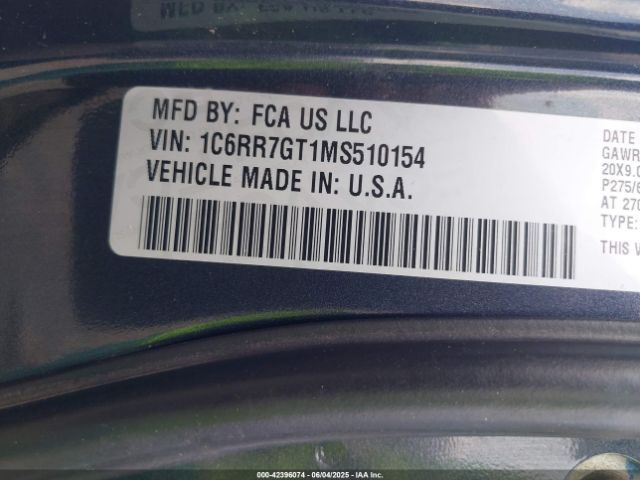 MFD BY: FCA US LLC
VIN: 1C6RR7GT1MS510154
VEHICLE MADE IN: U.S.A.
DATE
GAWR
20X9.0
P275/6
AT 270
TYPE:
THIS V
000-42396074 - 06/04/2025 - IAA Inc.